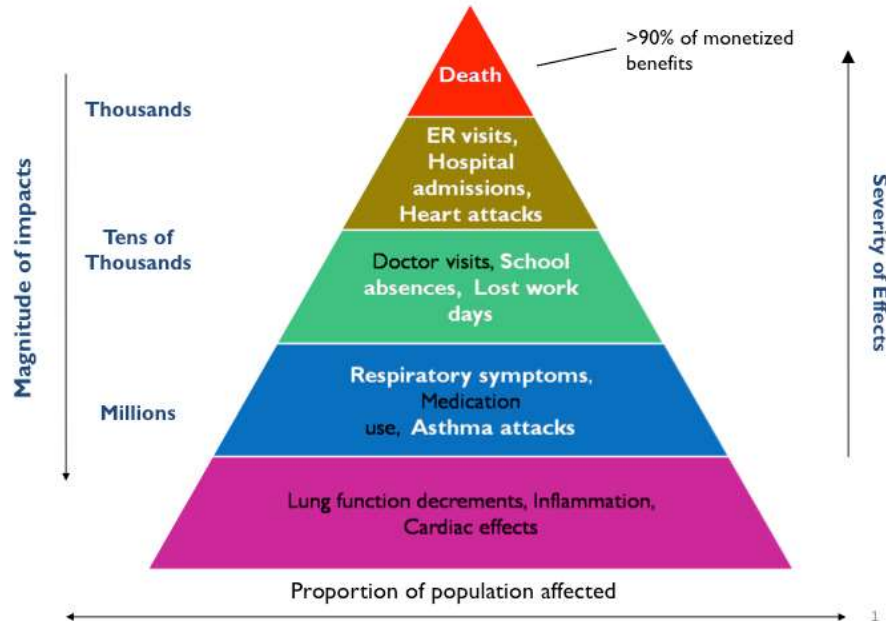 >90% of monetized
benefits
Death
Thousands
ER visits,
Hospital
admissions,
Heart attacks
Magnitude of impacts
Tens of
Thousands
Doctor visits, School
absences, Lost work
days
Severity of Effects
Respiratory symptoms,
Medication
use, Asthma attacks
Millions
Lung function decrements, Inflammation,
Cardiac effects
Proportion of population affected
1